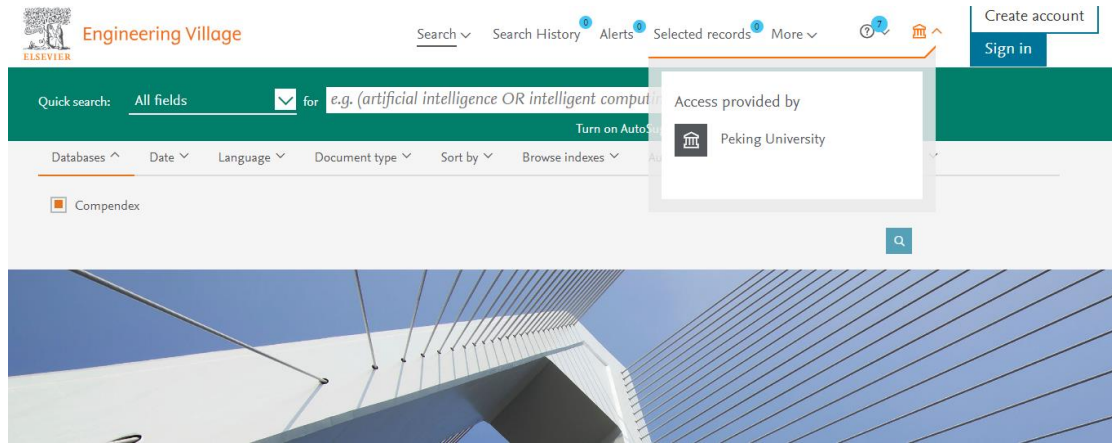 Create account
Engineering Village
Search
Search History 0
Alerts 0
Selected records 0
More
7
ELSEVIER
Sign in
Quick search:
All fields
for
e.g. (artificial intelligence OR intelligent
Access provided by
Turn on
Peking University
Databases
Date
Language
Document type
Sort by
Browse indexes
Compendex